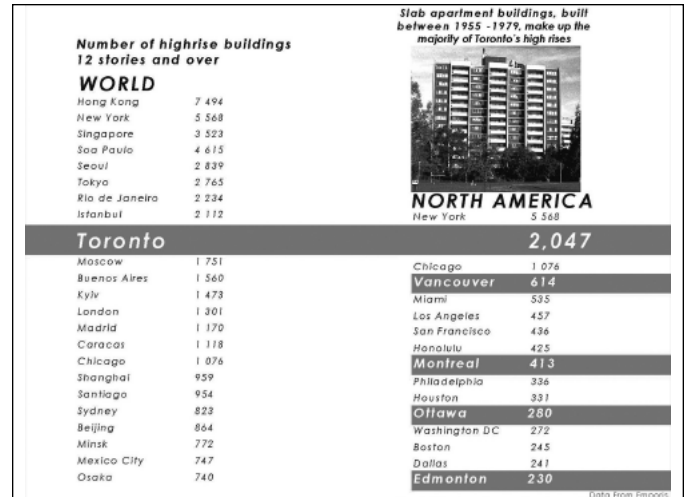 Number of highrise buildings
12 stories and over
WORLD
Hong Kong 7 494
New York 5 568
Singapore 3 523
Soa Paulo 4 615
Seoul 2 839
Tokyo 2 765
Rio de Janeiro 2 234
Istanbul 2 112
Slab apartment buildings, built
between 1955 -1979, make up the
majority of Toronto's high rises
NORTH AMERICA
New York 5 568
Toronto 2,047
Moscow 1 751
Buenos Aires 1 560
Kyiv 1 473
London 1 301
Madrid 1 170
Caracas 1 118
Chicago 1 076
Shanghai 959
Santiago 954
Sydney 823
Beijing 864
Minsk 772
Mexico City 747
Osaka 740
Chicago 1 076
Vancouver 614
Miami 535
Los Angeles 457
San Francisco 436
Honolulu 425
Montreal 413
Philadelphia 336
Houston 331
Ottawa 280
Washington DC 272
Boston 245
Dallas 241
Edmonton 230
Data From Emporis